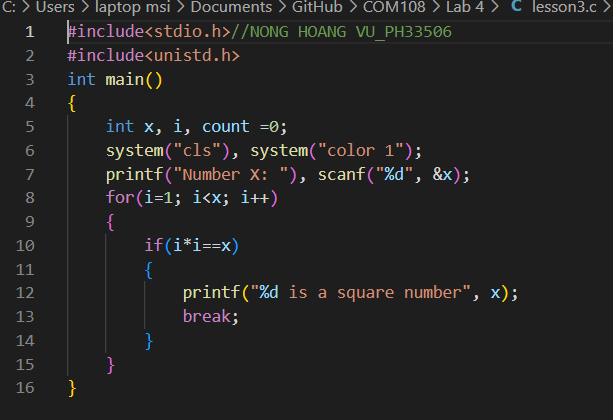 C: > Users > laptop msi > Documents > GitHub > COM108 > Lab 4 > C lesson3.c >
1 #include<stdio.h>//NONG HOANG VU_PH33506
2 #include<unistd.h>
3 int main()
4 {
5 int x, i, count =0;
6 system("cls"), system("color 1");
7 printf("Number X: "), scanf("%d", &x);
8 for(i=1; i<x; i++)
9 {
10 if(i*i==x)
11 {
12 printf("%d is a square number", x);
13 break;
14 }
15 }
16 }